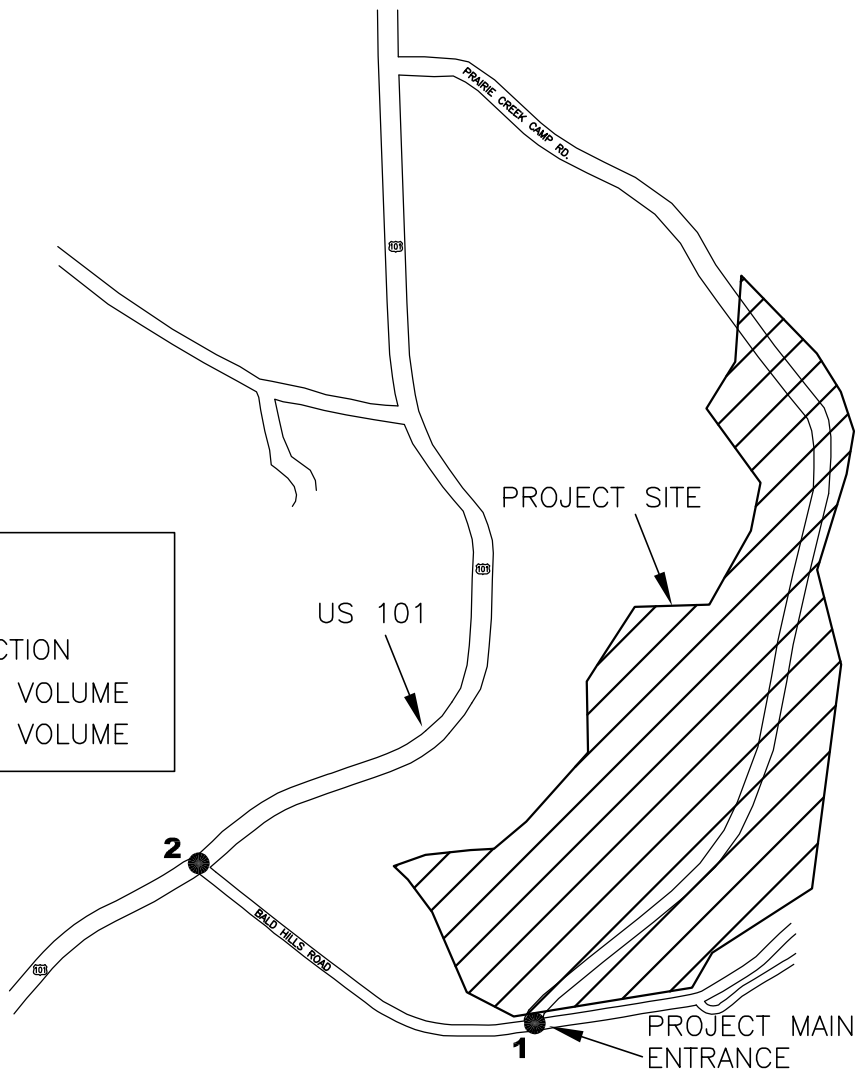 PRAIRIE CREEK CAMP RD.
101
PROJECT SITE
101
US 101
CTION
VOLUME
VOLUME
2
BALD HILLS ROAD
101
1
PROJECT MAIN
ENTRANCE